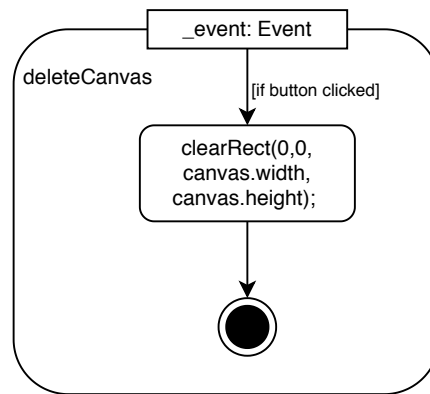 _event: Event
deleteCanvas
[if button clicked]
clearRect(0,0,
canvas.width,
canvas.height);